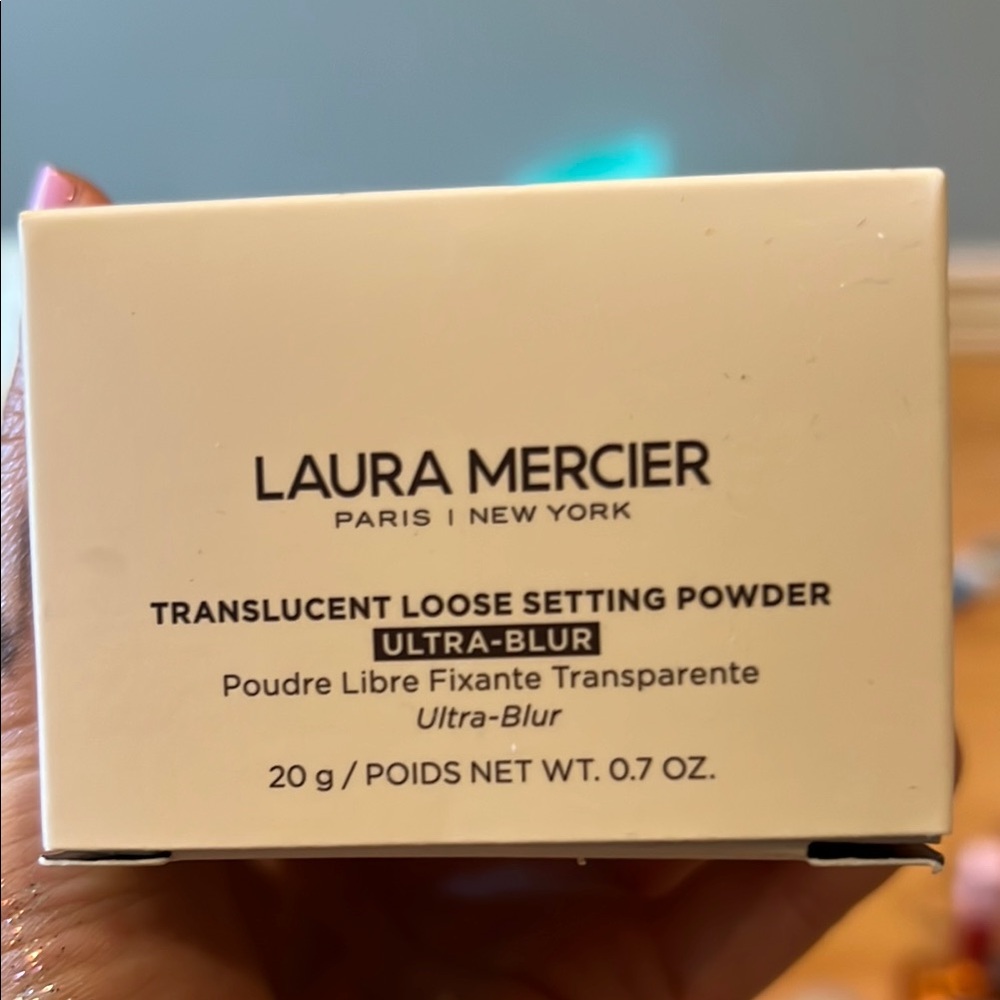 LAURA MERCIER
PARIS | NEW YORK
TRANSLUCENT LOOSE SETTING POWDER
ULTRA-BLUR
Poudre Libre Fixante Transparente
Ultra-Blur
20 g / POIDS NET WT. 0.7 OZ.